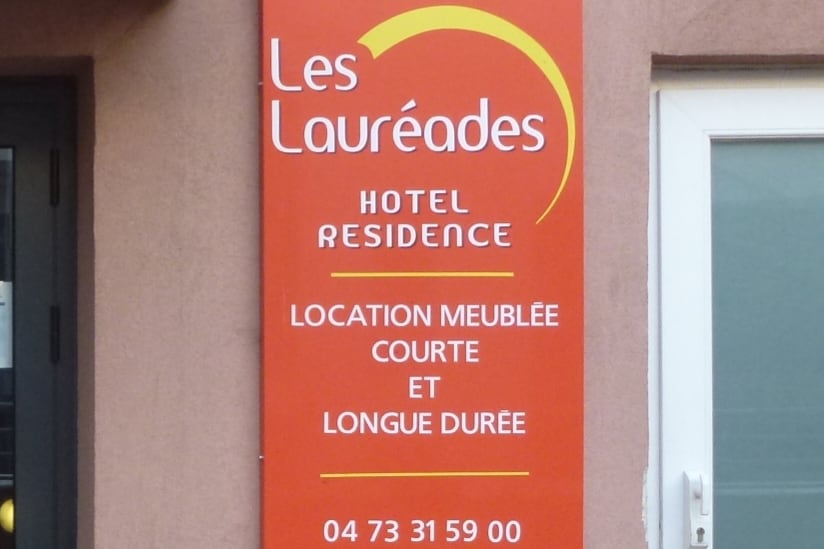 Les
Lauréades
HOTEL
RESIDENCE
LOCATION MEUBLÉE
COURTE
ET
LONGUE DURÉE
04 73 31 59 00